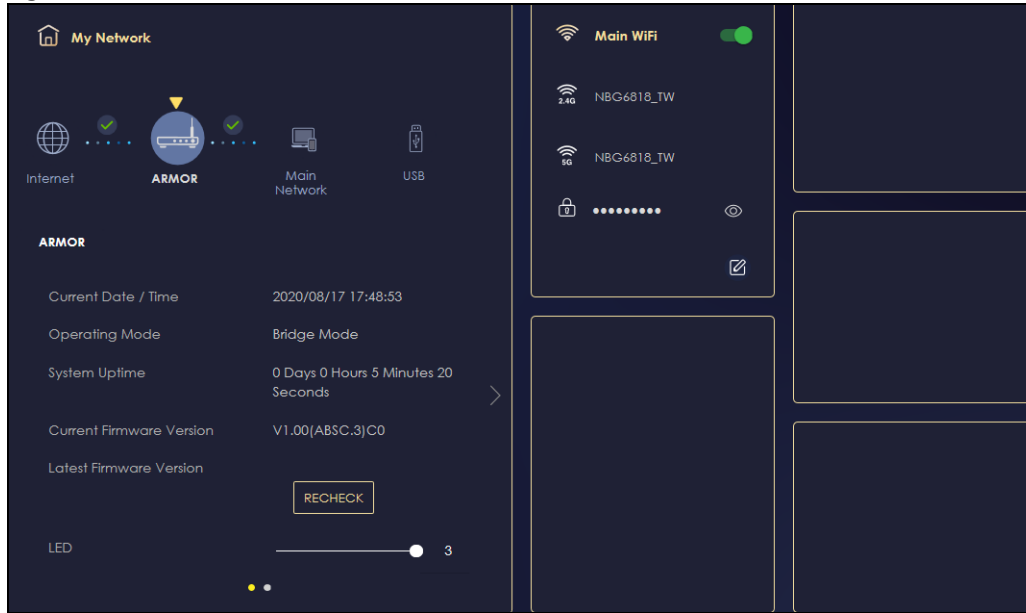 My Network
Internet
ARMOR
Main
Network
USB
ARMOR
Current Date / Time 2020/08/17 17:48:53
Operating Mode Bridge Mode
System Uptime 0 Days 0 Hours 5 Minutes 20
Seconds
Current Firmware Version V1.00(ABSC.3)C0
Latest Firmware Version
RECHECK
LED 3
Main WiFi
2.4G NBG6818_TW
5G NBG6818_TW
•••••••••